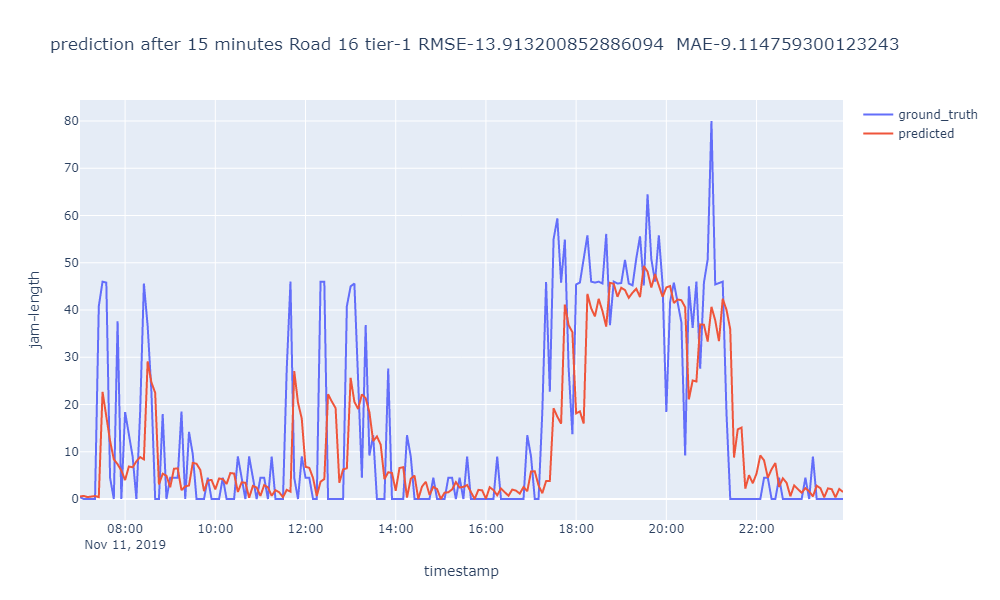 prediction after 15 minutes Road 16 tier-1 RMSE-13.913200852886094  MAE-9.114759300123243
ground_truth
predicted
80
70
60
50
40
30
20
10
0
jam-length
08:00 10:00 12:00 14:00 16:00 18:00 20:00 22:00
Nov 11, 2019
timestamp